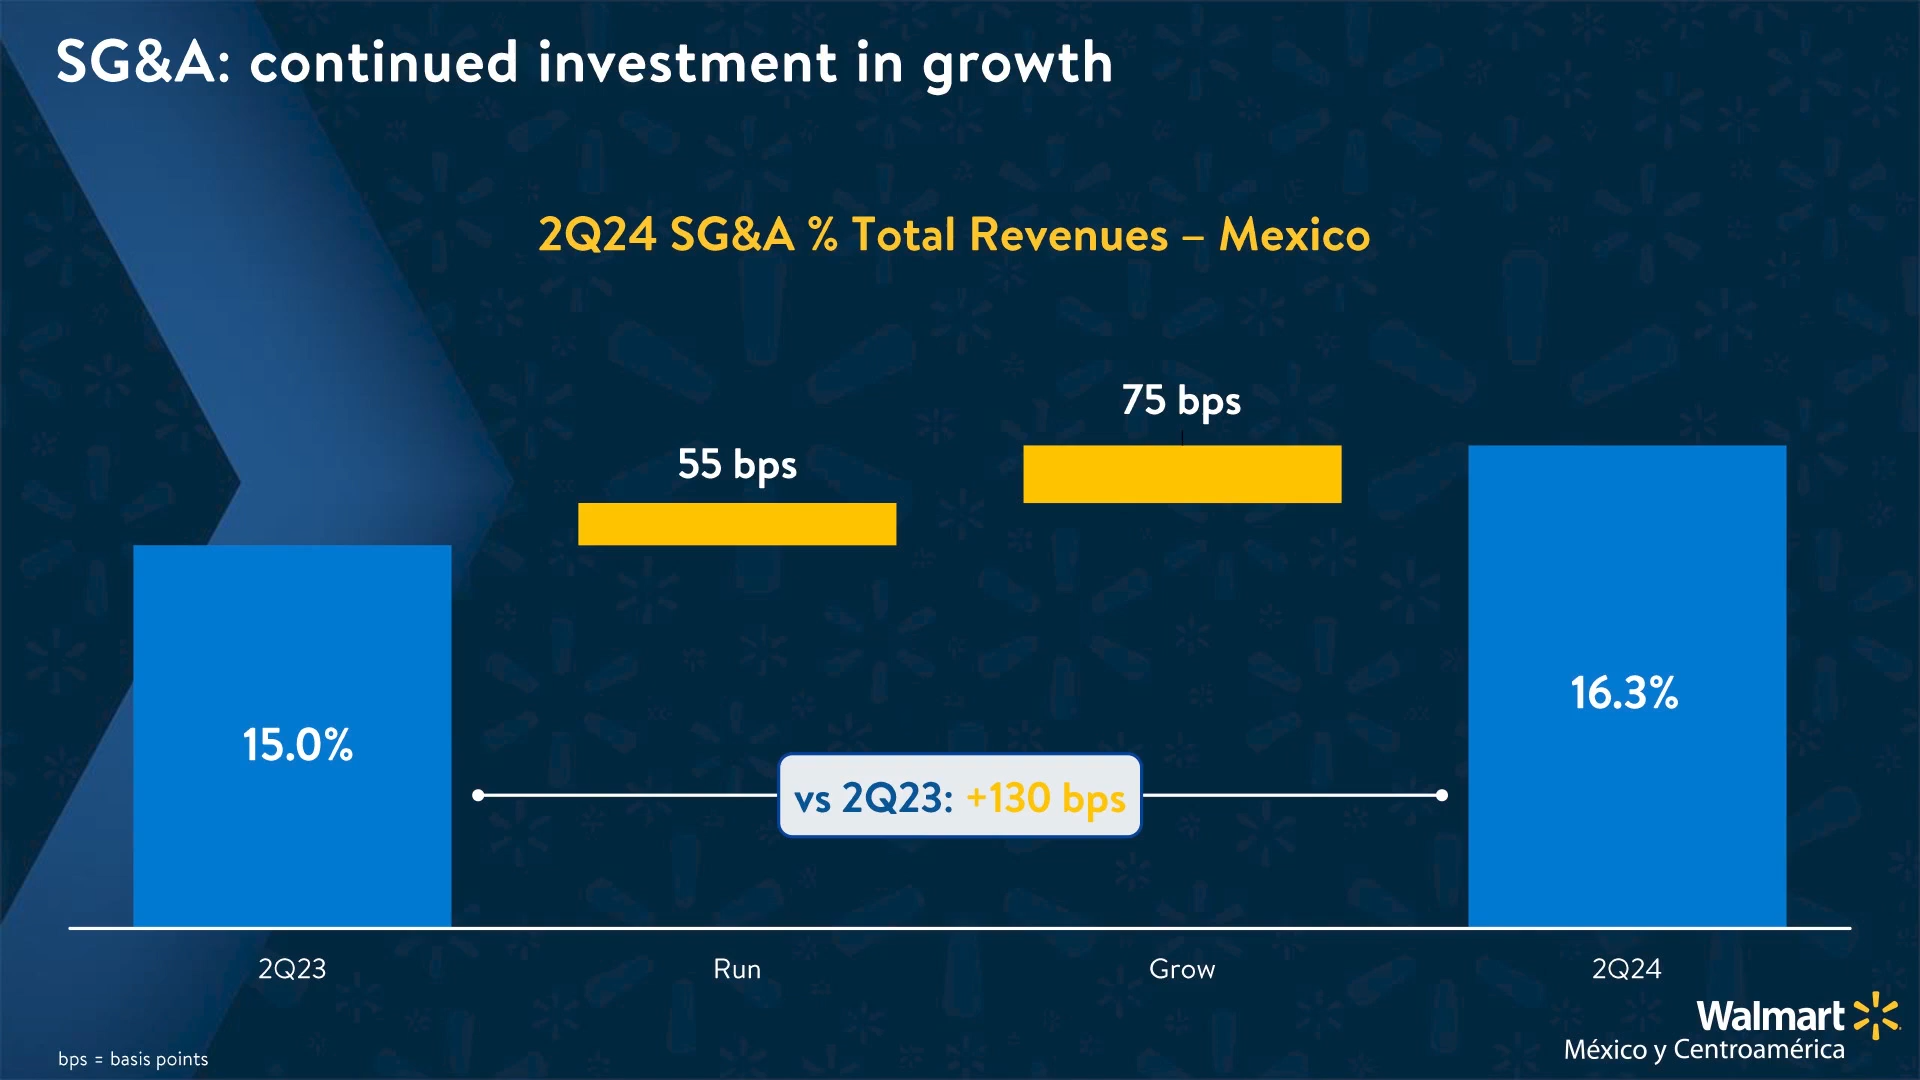 SG&A: continued investment in growth
2Q24 SG&A % Total Revenues – Mexico
75 bps
55 bps
15.0%
16.3%
vs 2Q23: +130 bps
2Q23
Run
Grow
2Q24
Walmart
México y Centroamérica
bps = basis points